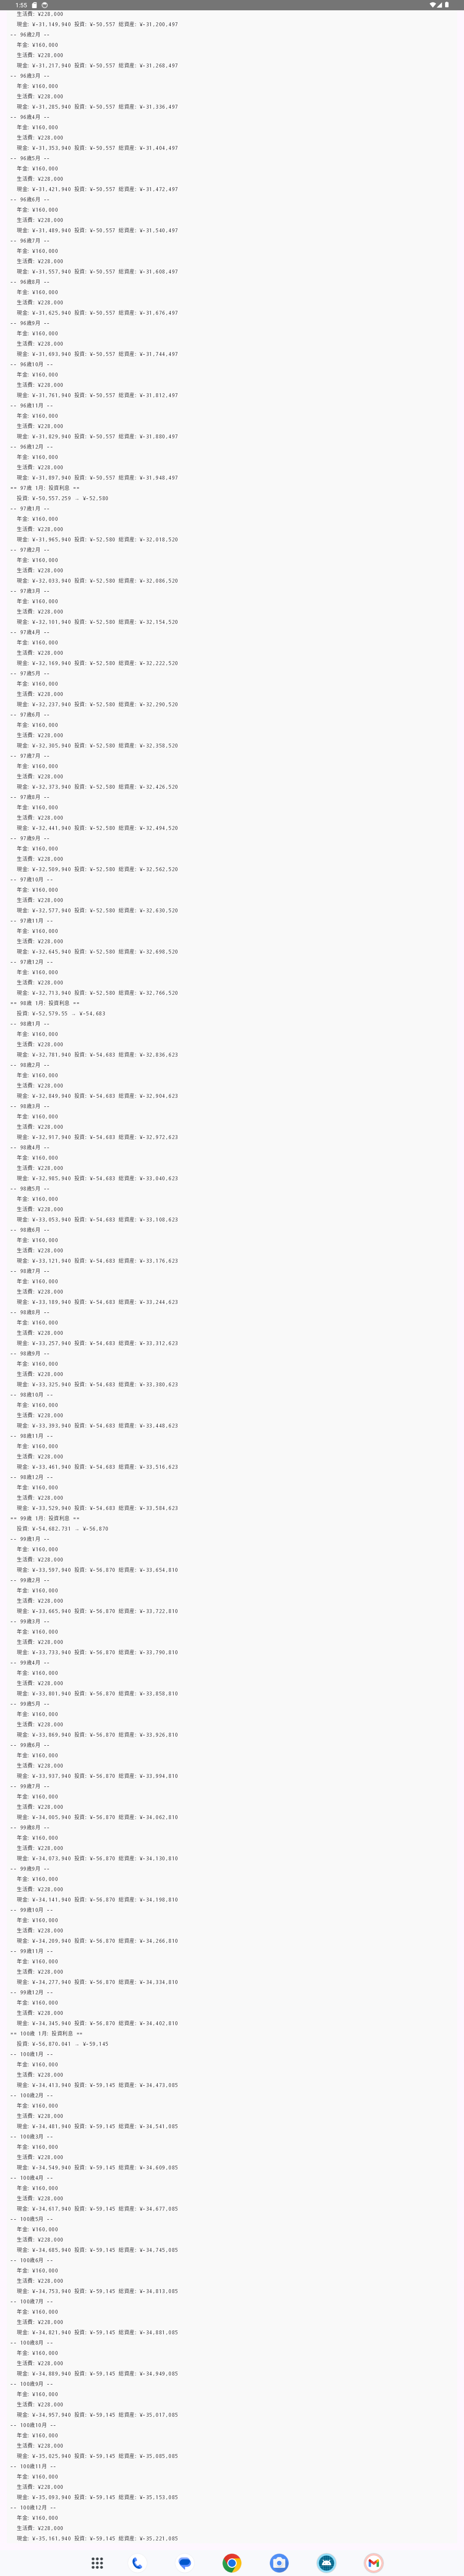 1:55
生活費: ¥228,000
現金: ¥-31,149,940 投資: ¥-50,557 総資産: ¥-31,200,497
-- 96歳2月 --
年金: ¥160,000
生活費: ¥228,000
現金: ¥-31,217,940 投資: ¥-50,557 総資産: ¥-31,268,497
-- 96歳3月 --
年金: ¥160,000
生活費: ¥228,000
現金: ¥-31,285,940 投資: ¥-50,557 総資産: ¥-31,336,497
-- 96歳4月 --
年金: ¥160,000
生活費: ¥228,000
現金: ¥-31,353,940 投資: ¥-50,557 総資産: ¥-31,404,497
-- 96歳5月 --
年金: ¥160,000
生活費: ¥228,000
現金: ¥-31,421,940 投資: ¥-50,557 総資産: ¥-31,472,497
-- 96歳6月 --
年金: ¥160,000
生活費: ¥228,000
現金: ¥-31,489,940 投資: ¥-50,557 総資産: ¥-31,540,497
-- 96歳7月 --
年金: ¥160,000
生活費: ¥228,000
現金: ¥-31,557,940 投資: ¥-50,557 総資産: ¥-31,608,497
-- 96歳8月 --
年金: ¥160,000
生活費: ¥228,000
現金: ¥-31,625,940 投資: ¥-50,557 総資産: ¥-31,676,497
-- 96歳9月 --
年金: ¥160,000
生活費: ¥228,000
現金: ¥-31,693,940 投資: ¥-50,557 総資産: ¥-31,744,497
-- 96歳10月 --
年金: ¥160,000
生活費: ¥228,000
現金: ¥-31,761,940 投資: ¥-50,557 総資産: ¥-31,812,497
-- 96歳11月 --
年金: ¥160,000
生活費: ¥228,000
現金: ¥-31,829,940 投資: ¥-50,557 総資産: ¥-31,880,497
-- 96歳12月 --
年金: ¥160,000
生活費: ¥228,000
現金: ¥-31,897,940 投資: ¥-50,557 総資産: ¥-31,948,497
== 97歳 1月: 投資利息 ==
投資: ¥-50,557.259 → ¥-52,580
-- 97歳1月 --
年金: ¥160,000
生活費: ¥228,000
現金: ¥-31,965,940 投資: ¥-52,580 総資産: ¥-32,018,520
-- 97歳2月 --
年金: ¥160,000
生活費: ¥228,000
現金: ¥-32,033,940 投資: ¥-52,580 総資産: ¥-32,086,520
-- 97歳3月 --
年金: ¥160,000
生活費: ¥228,000
現金: ¥-32,101,940 投資: ¥-52,580 総資産: ¥-32,154,520
-- 97歳4月 --
年金: ¥160,000
生活費: ¥228,000
現金: ¥-32,169,940 投資: ¥-52,580 総資産: ¥-32,222,520
-- 97歳5月 --
年金: ¥160,000
生活費: ¥228,000
現金: ¥-32,237,940 投資: ¥-52,580 総資産: ¥-32,290,520
-- 97歳6月 --
年金: ¥160,000
生活費: ¥228,000
現金: ¥-32,305,940 投資: ¥-52,580 総資産: ¥-32,358,520
-- 97歳7月 --
年金: ¥160,000
生活費: ¥228,000
現金: ¥-32,373,940 投資: ¥-52,580 総資産: ¥-32,426,520
-- 97歳8月 --
年金: ¥160,000
生活費: ¥228,000
現金: ¥-32,441,940 投資: ¥-52,580 総資産: ¥-32,494,520
-- 97歳9月 --
年金: ¥160,000
生活費: ¥228,000
現金: ¥-32,509,940 投資: ¥-52,580 総資産: ¥-32,562,520
-- 97歳10月 --
年金: ¥160,000
生活費: ¥228,000
現金: ¥-32,577,940 投資: ¥-52,580 総資産: ¥-32,630,520
-- 97歳11月 --
年金: ¥160,000
生活費: ¥228,000
現金: ¥-32,645,940 投資: ¥-52,580 総資産: ¥-32,698,520
-- 97歳12月 --
年金: ¥160,000
生活費: ¥228,000
現金: ¥-32,713,940 投資: ¥-52,580 総資産: ¥-32,766,520
== 98歳 1月: 投資利息 ==
投資: ¥-52,579.55 → ¥-54,683
-- 98歳1月 --
年金: ¥160,000
生活費: ¥228,000
現金: ¥-32,781,940 投資: ¥-54,683 総資産: ¥-32,836,623
-- 98歳2月 --
年金: ¥160,000
生活費: ¥228,000
現金: ¥-32,849,940 投資: ¥-54,683 総資産: ¥-32,904,623
-- 98歳3月 --
年金: ¥160,000
生活費: ¥228,000
現金: ¥-32,917,940 投資: ¥-54,683 総資産: ¥-32,972,623
-- 98歳4月 --
年金: ¥160,000
生活費: ¥228,000
現金: ¥-32,985,940 投資: ¥-54,683 総資産: ¥-33,040,623
-- 98歳5月 --
年金: ¥160,000
生活費: ¥228,000
現金: ¥-33,053,940 投資: ¥-54,683 総資産: ¥-33,108,623
-- 98歳6月 --
年金: ¥160,000
生活費: ¥228,000
現金: ¥-33,121,940 投資: ¥-54,683 総資産: ¥-33,176,623
-- 98歳7月 --
年金: ¥160,000
生活費: ¥228,000
現金: ¥-33,189,940 投資: ¥-54,683 総資産: ¥-33,244,623
-- 98歳8月 --
年金: ¥160,000
生活費: ¥228,000
現金: ¥-33,257,940 投資: ¥-54,683 総資産: ¥-33,312,623
-- 98歳9月 --
年金: ¥160,000
生活費: ¥228,000
現金: ¥-33,325,940 投資: ¥-54,683 総資産: ¥-33,380,623
-- 98歳10月 --
年金: ¥160,000
生活費: ¥228,000
現金: ¥-33,393,940 投資: ¥-54,683 総資産: ¥-33,448,623
-- 98歳11月 --
年金: ¥160,000
生活費: ¥228,000
現金: ¥-33,461,940 投資: ¥-54,683 総資産: ¥-33,516,623
-- 98歳12月 --
年金: ¥160,000
生活費: ¥228,000
現金: ¥-33,529,940 投資: ¥-54,683 総資産: ¥-33,584,623
== 99歳 1月: 投資利息 ==
投資: ¥-54,682.731 → ¥-56,870
-- 99歳1月 --
年金: ¥160,000
生活費: ¥228,000
現金: ¥-33,597,940 投資: ¥-56,870 総資産: ¥-33,654,810
-- 99歳2月 --
年金: ¥160,000
生活費: ¥228,000
現金: ¥-33,665,940 投資: ¥-56,870 総資産: ¥-33,722,810
-- 99歳3月 --
年金: ¥160,000
生活費: ¥228,000
現金: ¥-33,733,940 投資: ¥-56,870 総資産: ¥-33,790,810
-- 99歳4月 --
年金: ¥160,000
生活費: ¥228,000
現金: ¥-33,801,940 投資: ¥-56,870 総資産: ¥-33,858,810
-- 99歳5月 --
年金: ¥160,000
生活費: ¥228,000
現金: ¥-33,869,940 投資: ¥-56,870 総資産: ¥-33,926,810
-- 99歳6月 --
年金: ¥160,000
生活費: ¥228,000
現金: ¥-33,937,940 投資: ¥-56,870 総資産: ¥-33,994,810
-- 99歳7月 --
年金: ¥160,000
生活費: ¥228,000
現金: ¥-34,005,940 投資: ¥-56,870 総資産: ¥-34,062,810
-- 99歳8月 --
年金: ¥160,000
生活費: ¥228,000
現金: ¥-34,073,940 投資: ¥-56,870 総資産: ¥-34,130,810
-- 99歳9月 --
年金: ¥160,000
生活費: ¥228,000
現金: ¥-34,141,940 投資: ¥-56,870 総資産: ¥-34,198,810
-- 99歳10月 --
年金: ¥160,000
生活費: ¥228,000
現金: ¥-34,209,940 投資: ¥-56,870 総資産: ¥-34,266,810
-- 99歳11月 --
年金: ¥160,000
生活費: ¥228,000
現金: ¥-34,277,940 投資: ¥-56,870 総資産: ¥-34,334,810
-- 99歳12月 --
年金: ¥160,000
生活費: ¥228,000
現金: ¥-34,345,940 投資: ¥-56,870 総資産: ¥-34,402,810
== 100歳 1月: 投資利息 ==
投資: ¥-56,870.041 → ¥-59,145
-- 100歳1月 --
年金: ¥160,000
生活費: ¥228,000
現金: ¥-34,413,940 投資: ¥-59,145 総資産: ¥-34,473,085
-- 100歳2月 --
年金: ¥160,000
生活費: ¥228,000
現金: ¥-34,481,940 投資: ¥-59,145 総資産: ¥-34,541,085
-- 100歳3月 --
年金: ¥160,000
生活費: ¥228,000
現金: ¥-34,549,940 投資: ¥-59,145 総資産: ¥-34,609,085
-- 100歳4月 --
年金: ¥160,000
生活費: ¥228,000
現金: ¥-34,617,940 投資: ¥-59,145 総資産: ¥-34,677,085
-- 100歳5月 --
年金: ¥160,000
生活費: ¥228,000
現金: ¥-34,685,940 投資: ¥-59,145 総資産: ¥-34,745,085
-- 100歳6月 --
年金: ¥160,000
生活費: ¥228,000
現金: ¥-34,753,940 投資: ¥-59,145 総資産: ¥-34,813,085
-- 100歳7月 --
年金: ¥160,000
生活費: ¥228,000
現金: ¥-34,821,940 投資: ¥-59,145 総資産: ¥-34,881,085
-- 100歳8月 --
年金: ¥160,000
生活費: ¥228,000
現金: ¥-34,889,940 投資: ¥-59,145 総資産: ¥-34,949,085
-- 100歳9月 --
年金: ¥160,000
生活費: ¥228,000
現金: ¥-34,957,940 投資: ¥-59,145 総資産: ¥-35,017,085
-- 100歳10月 --
年金: ¥160,000
生活費: ¥228,000
現金: ¥-35,025,940 投資: ¥-59,145 総資産: ¥-35,085,085
-- 100歳11月 --
年金: ¥160,000
生活費: ¥228,000
現金: ¥-35,093,940 投資: ¥-59,145 総資産: ¥-35,153,085
-- 100歳12月 --
年金: ¥160,000
生活費: ¥228,000
現金: ¥-35,161,940 投資: ¥-59,145 総資産: ¥-35,221,085